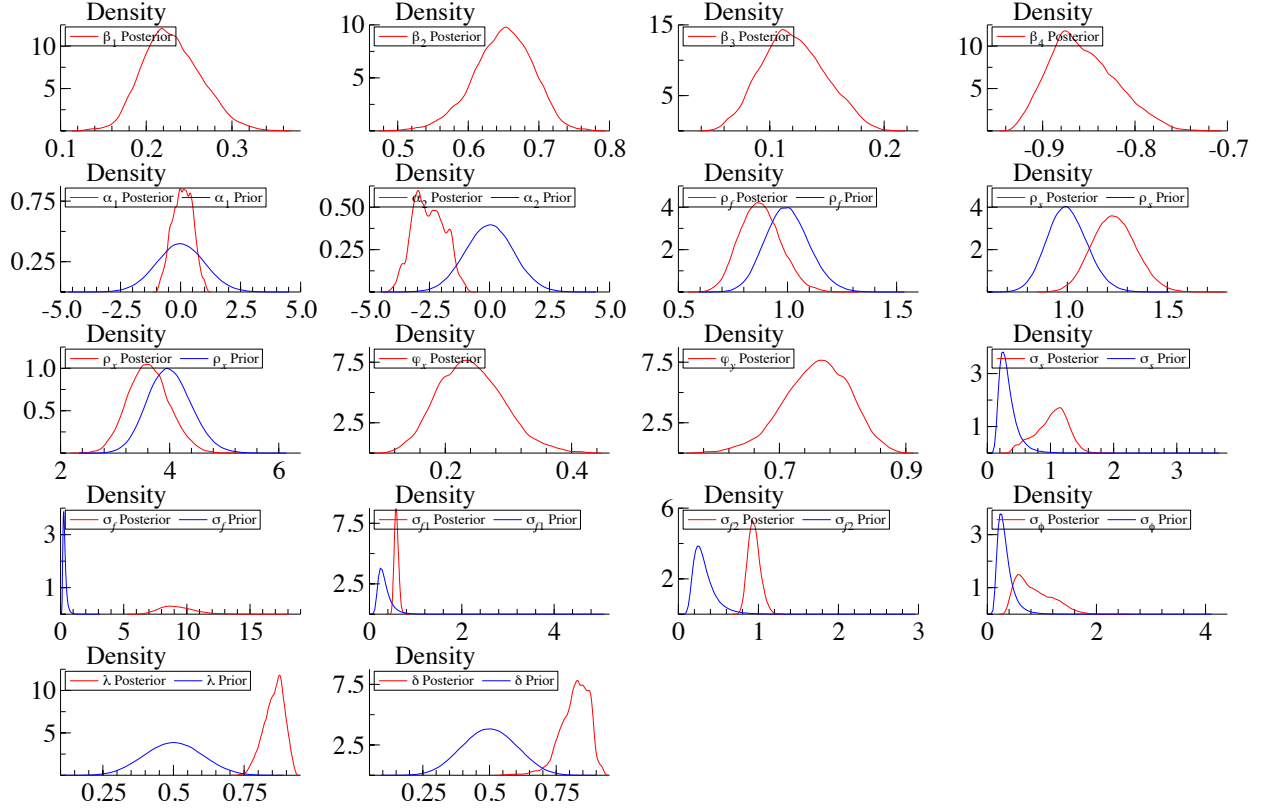 Density Density Density Density
β1 Posterior β2 Posterior β3 Posterior β4 Posterior
10 10 15 10
5 5 5 5
0.1 0.2 0.3 0.5 0.6 0.7 0.8 0.1 0.2 -0.9 -0.8 -0.7
Density Density Density Density
α1 Posterior α1 Prior α2 Posterior α2 Prior ρf Posterior ρf Prior ρs Posterior ρs Prior
0.75 0.50 4 4
0.25 0.25 2 2
-5.0 -2.5 0.0 2.5 5.0 -5.0 -2.5 0.0 2.5 5.0 0.5 1.0 1.5 1.0 1.5
Density Density Density Density
ρx Posterior ρx Prior φx Posterior φy Posterior σs Posterior σs Prior
1.0 7.5 7.5 3
0.5 2.5 2.5 1
2 4 6 0.2 0.4 0.7 0.9 0 1 2 3
Density Density Density Density
σf Posterior σf Prior σf1 Posterior σf1 Prior σf2 Posterior σf2 Prior σφ Posterior σφ Prior
3 7.5 6 3
1 2.5 2 1
0 5 10 15 0 2 4 0 1 3 0 2 4
Density Density
λ Posterior λ Prior δ Posterior δ Prior
10 7.5
5 2.5
0.25 0.5 0.75 0.25 0.5 0.75